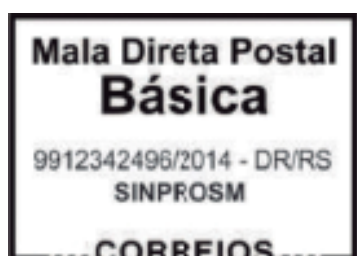 Mala Direta Postal
Básica
9912342496/2014 - DR/RS
SINPROSM
CORREIOS